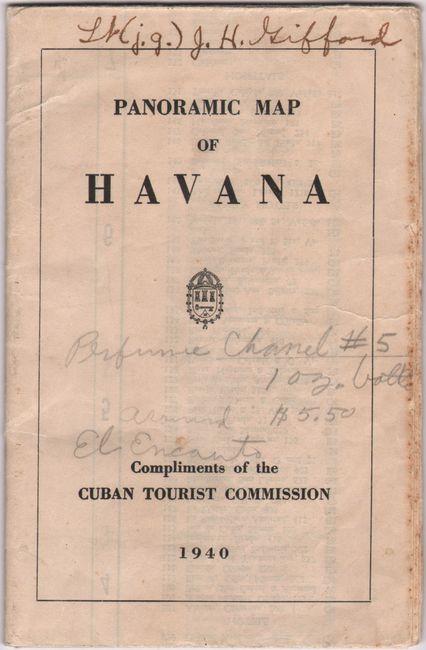 Lt(j.g.) J. H. Gifford
PANORAMIC MAP
OF
HAVANA
Perfume Chanel #5
1 oz. bottle
around $5.50
El Encanto
Compliments of the
CUBAN TOURIST COMMISSION
1940